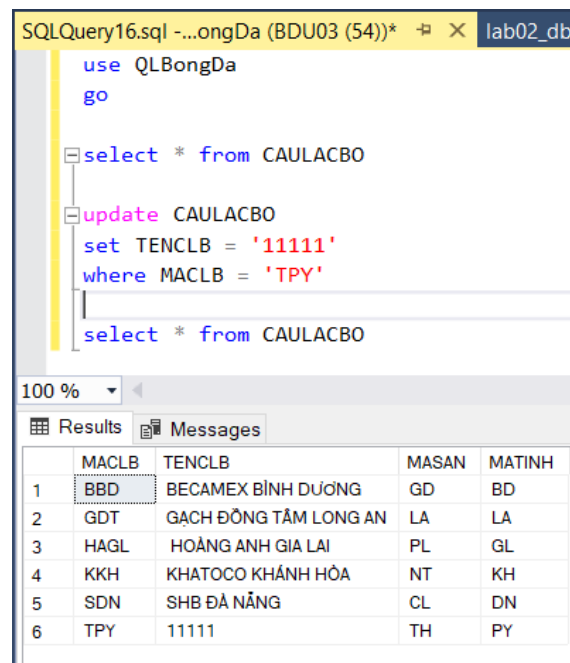 SQLQuery16.sql -...ongDa (BDU03 (54))* lab02_db
use QLBongDa
go
select * from CAULACBO
update CAULACBO
set TENCLB = '11111'
where MACLB = 'TPY'
select * from CAULACBO
100 %
Results Messages
MACLB TENCLB MASAN MATINH
1 BBD BECAMEX BÌNH DƯƠNG GD BD
2 GDT GẠCH ĐỒNG TÂM LONG AN LA LA
3 HAGL HOÀNG ANH GIA LAI PL GL
4 KKH KHATOCO KHÁNH HÒA NT KH
5 SDN SHB ĐÀ NẴNG CL DN
6 TPY 11111 TH PY